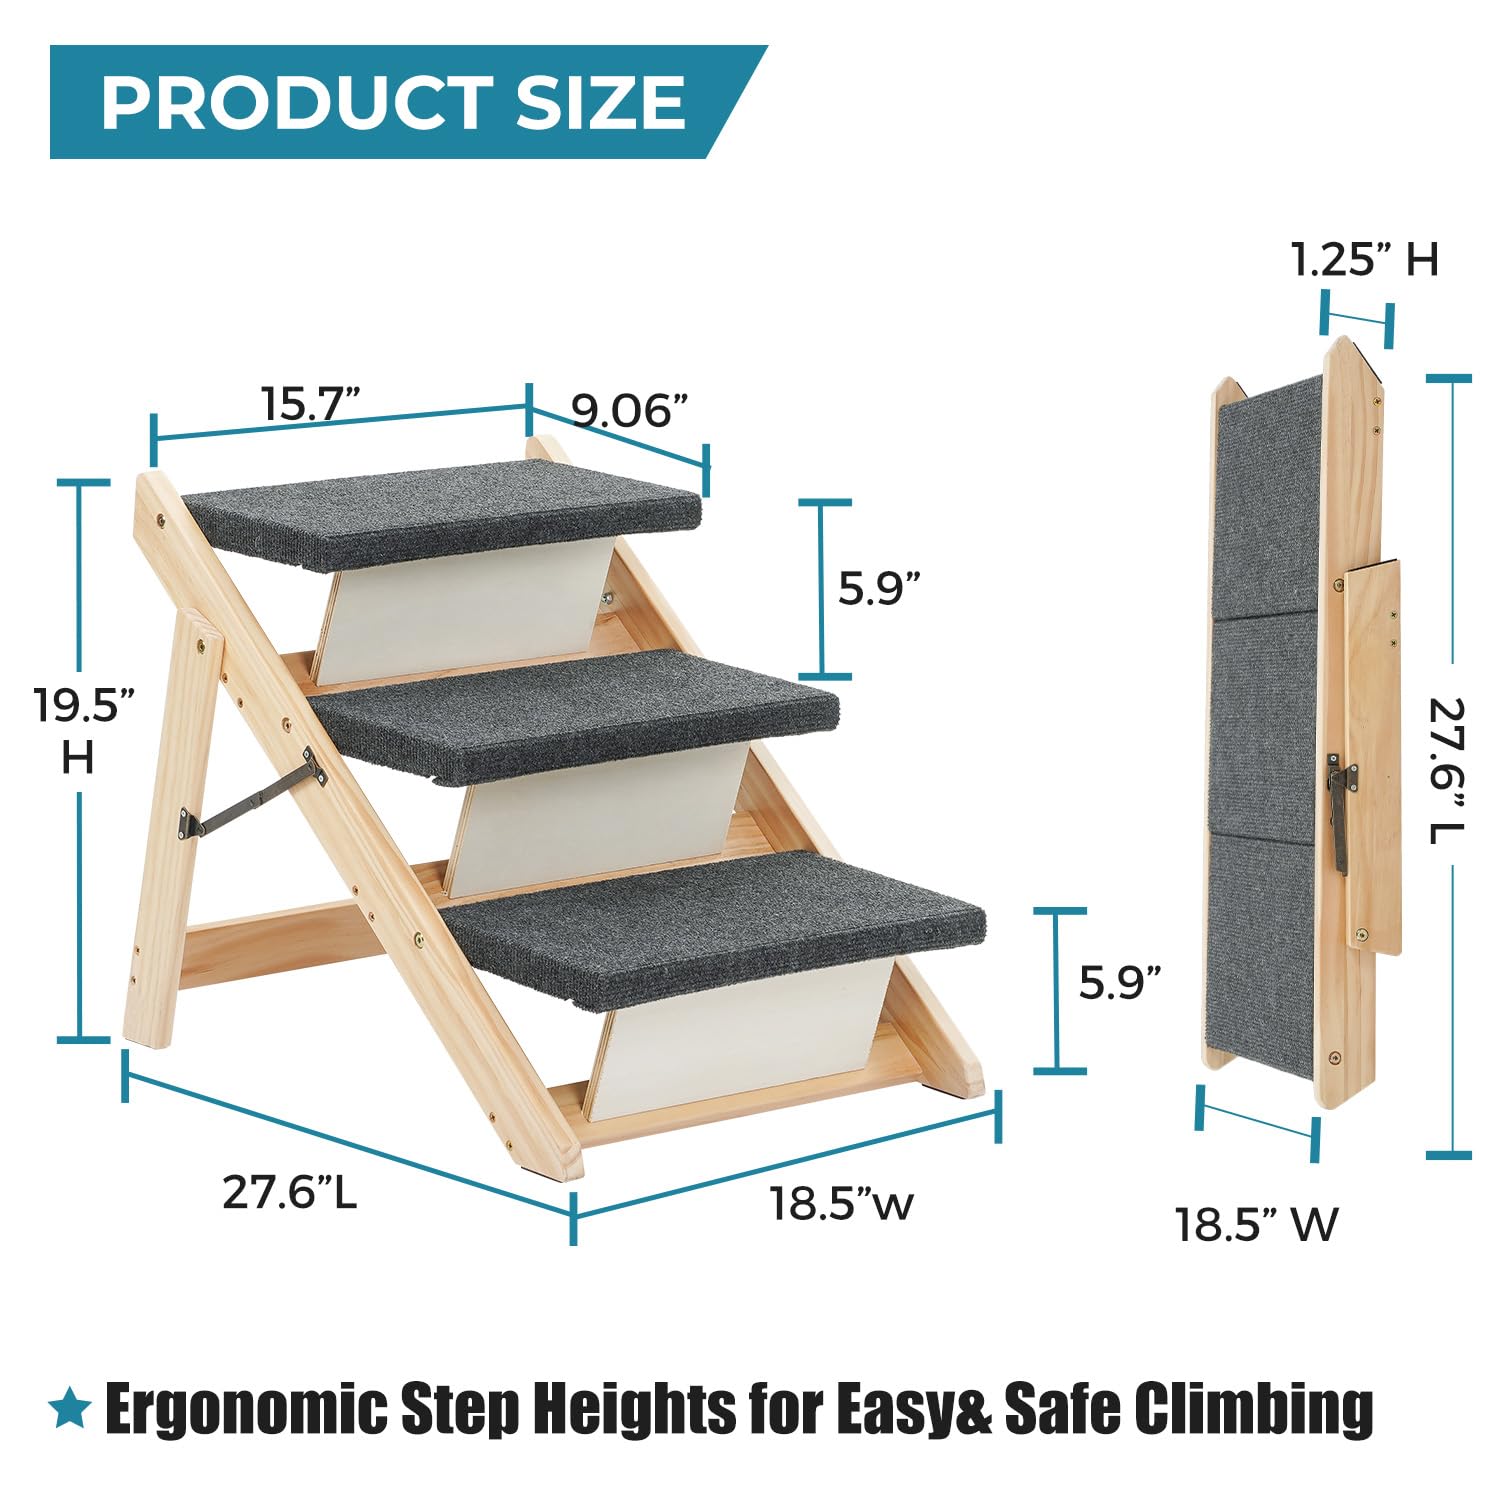 PRODUCT SIZE
1.25” H
15.7”
9.06”
5.9”
19.5”
H
27.6” L
5.9”
27.6”L
18.5”w
18.5” W
Ergonomic Step Heights for Easy& Safe Climbing